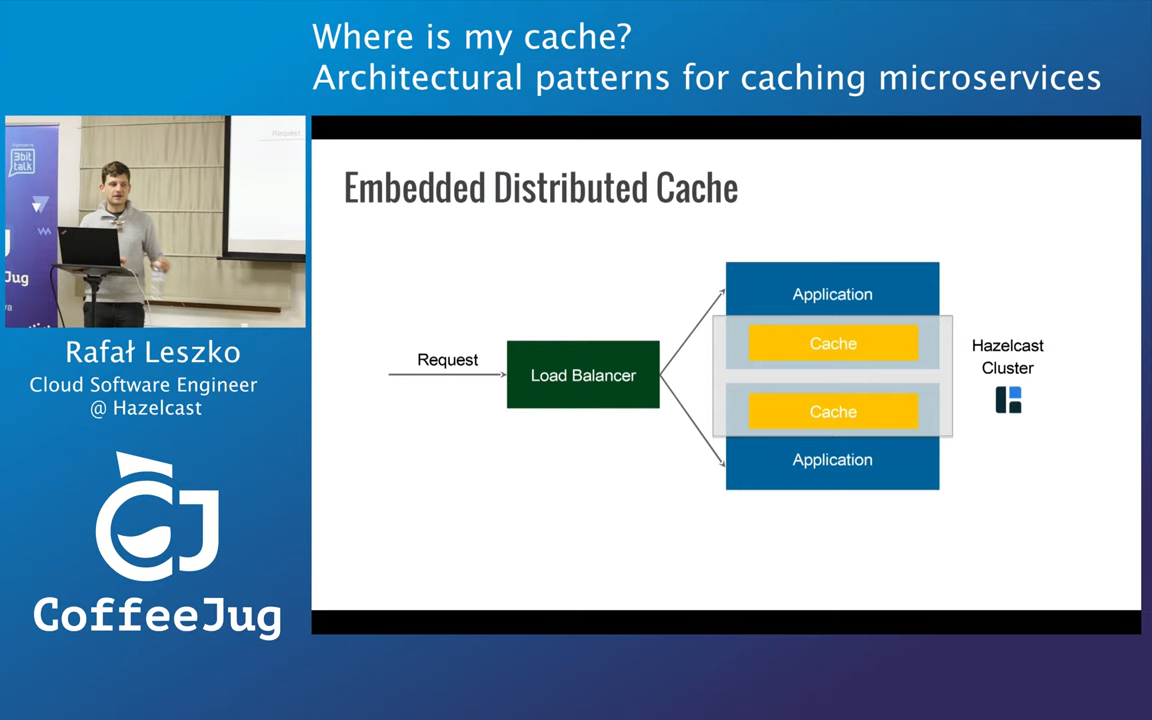 Where is my cache?
Architectural patterns for caching microservices
Request
3bit
talk
Jug
Rafał Leszko
Cloud Software Engineer
@ Hazelcast
CJ
CoffeeJug
Embedded Distributed Cache
Request
Load Balancer
Application
Cache
Cache
Application
Hazelcast
Cluster